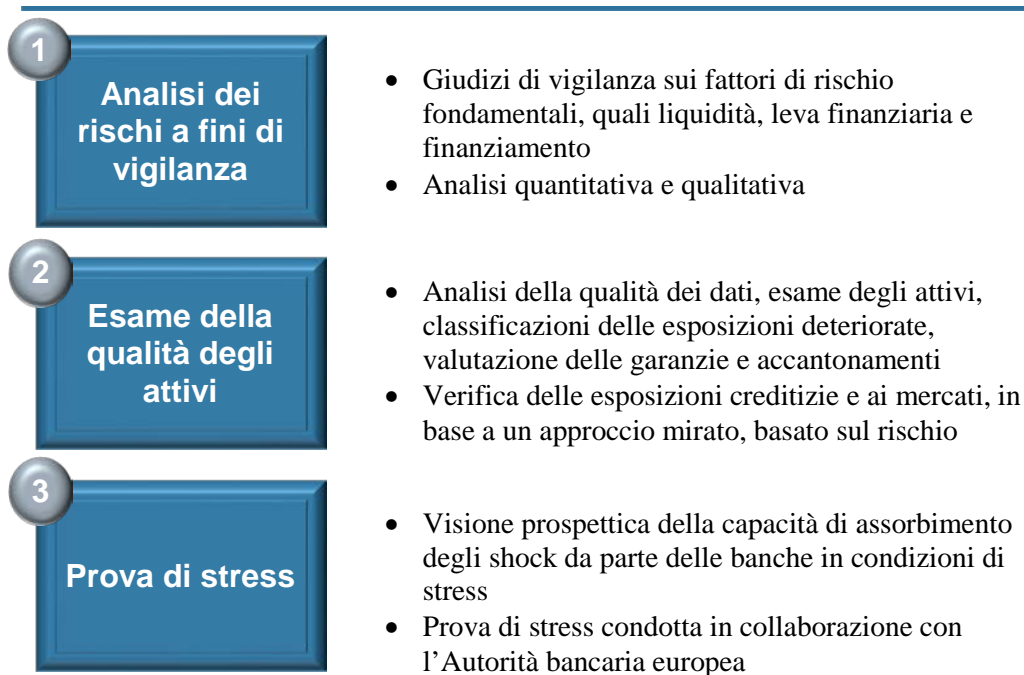 1
Analisi dei
rischi a fini di
vigilanza
• Giudizi di vigilanza sui fattori di rischio
fondamentali, quali liquidità, leva finanziaria e
finanziamento
• Analisi quantitativa e qualitativa
2
Esame della
qualità degli
attivi
• Analisi della qualità dei dati, esame degli attivi,
classificazioni delle esposizioni deteriorate,
valutazione delle garanzie e accantonamenti
• Verifica delle esposizioni creditizie e ai mercati, in
base a un approccio mirato, basato sul rischio
3
Prova di stress
• Visione prospettica della capacità di assorbimento
degli shock da parte delle banche in condizioni di
stress
• Prova di stress condotta in collaborazione con
l’Autorità bancaria europea